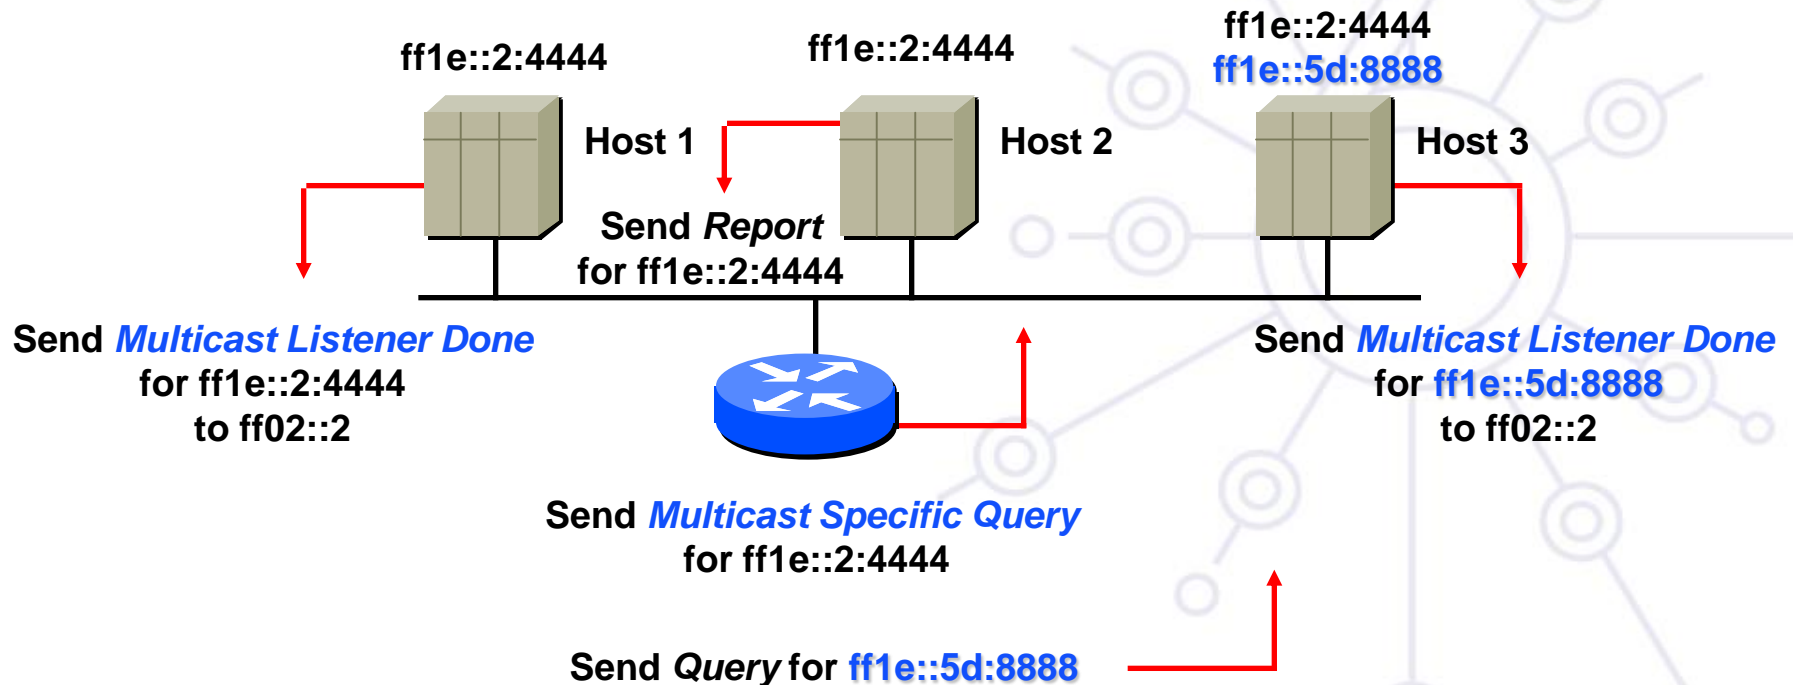 ff1e::2:4444
ff1e::2:4444
ff1e::2:4444
ff1e::5d:8888
Host 1
Host 2
Host 3
Send Report
for ff1e::2:4444
Send Multicast Listener Done
for ff1e::2:4444
to ff02::2
Send Multicast Listener Done
for ff1e::5d:8888
to ff02::2
Send Multicast Specific Query
for ff1e::2:4444
Send Query for ff1e::5d:8888